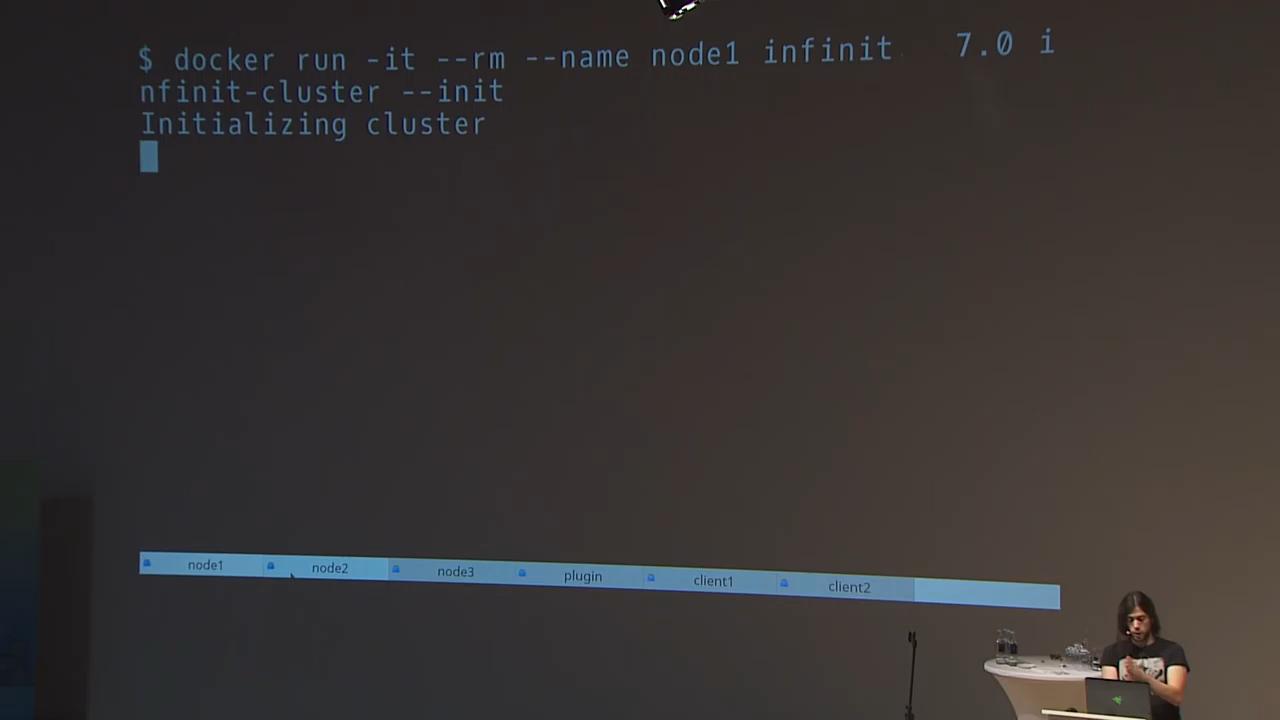 $ docker run -it --rm --name node1 infinit 7.0 i
nfinit-cluster --init
Initializing cluster
node1 node2 node3 plugin client1 client2